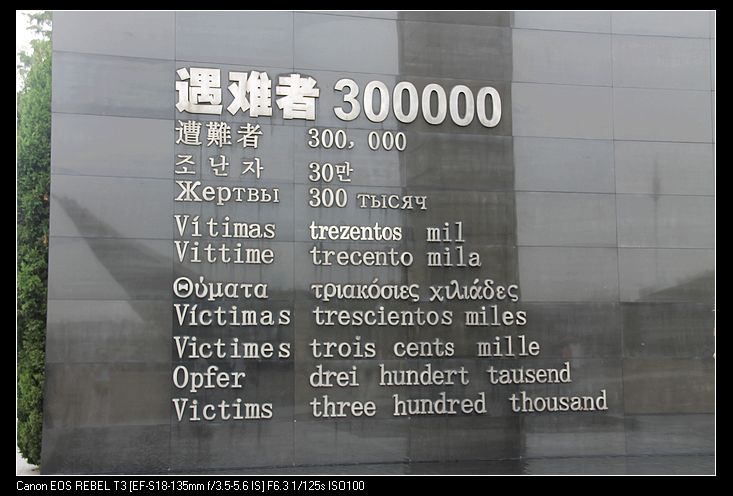 遇难者 300000
遭難者 300, 000
조난자 30만
Жертвы 300 тысяч
Vítimas trezentos mil
Vittime trecento mila
Θύματα τριακόσιες χιλιάδες
Víctimas trescientos miles
Victimes trois cents mille
Opfer drei hundert tausend
Victims three hundred thousand
Canon EOS REBEL T3 [EF-S18-135mm f/3.5-5.6 IS] F6.3 1/125s ISO100